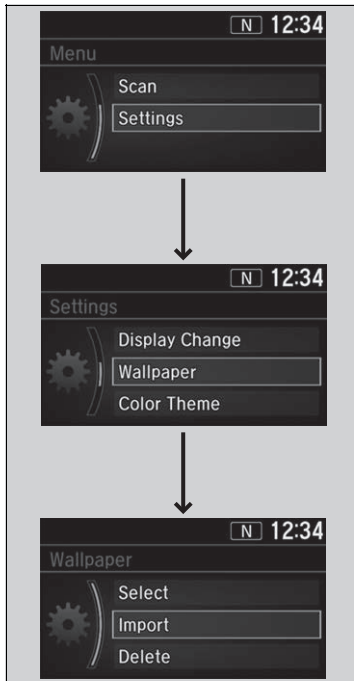 N 12:34
Menu
Scan
Settings
N 12:34
Settings
Display Change
Wallpaper
Color Theme
N 12:34
Wallpaper
Select
Import
Delete